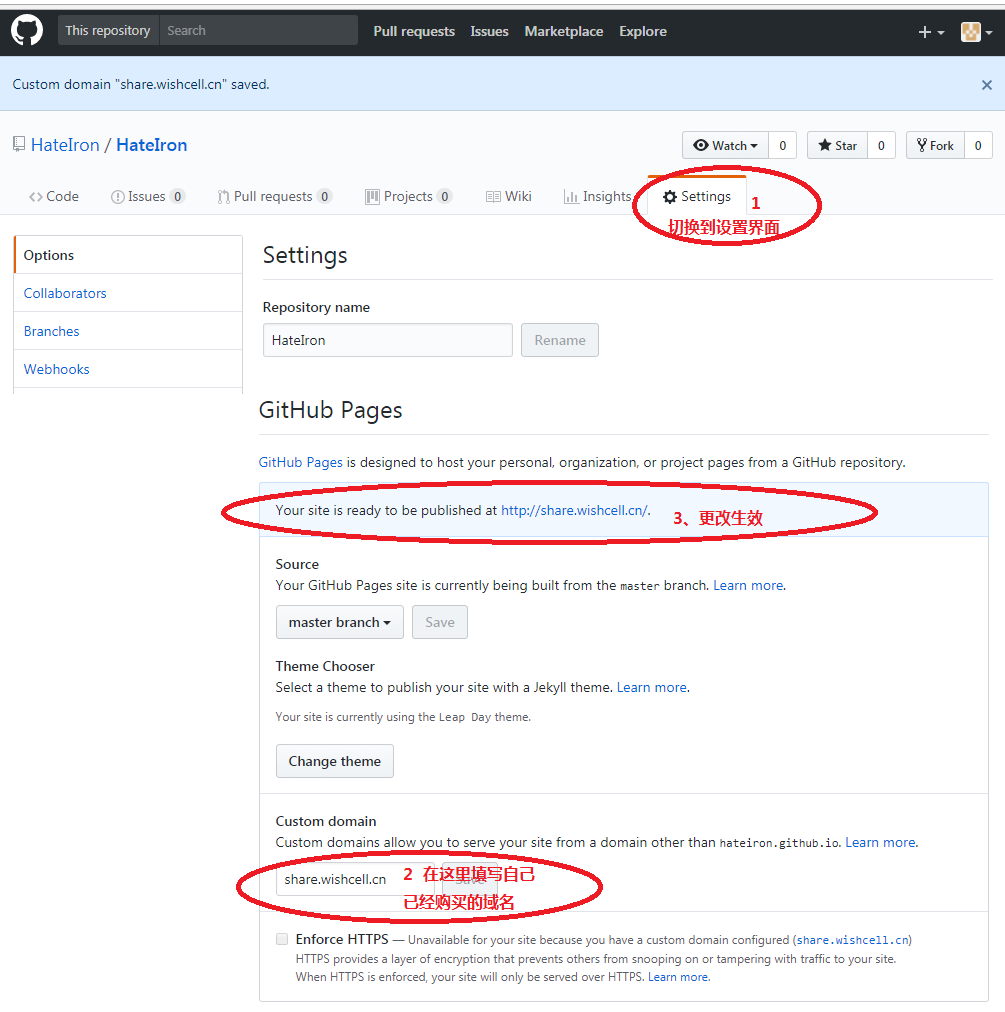 This repository Search Pull requests Issues Marketplace Explore
Custom domain "share.wishcell.cn" saved.
HateIron / HateIron
Watch 0 Star 0 Fork 0
Code Issues 0 Pull requests 0 Projects 0 Wiki Insights Settings 1
切换到设置界面
Options
Collaborators
Branches
Webhooks
Settings
Repository name
HateIron Rename
GitHub Pages
GitHub Pages is designed to host your personal, organization, or project pages from a GitHub repository.
Your site is ready to be published at http://share.wishcell.cn/. 3、更改生效
Source
Your GitHub Pages site is currently being built from the master branch. Learn more.
master branch Save
Theme Chooser
Select a theme to publish your site with a Jekyll theme. Learn more.
Your site is currently using the Leap Day theme.
Change theme
Custom domain
Custom domains allow you to serve your site from a domain other than hateiron.github.io. Learn more.
share.wishcell.cn Save 2 在这里填写自己
已经购买的域名
Enforce HTTPS — Unavailable for your site because you have a custom domain configured (share.wishcell.cn)
HTTPS provides a layer of encryption that prevents others from snooping on or tampering with traffic to your site.
When HTTPS is enforced, your site will only be served over HTTPS. Learn more.